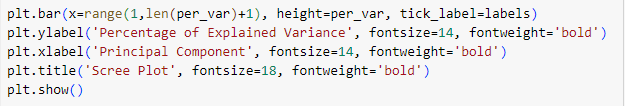 plt.bar(x=range(1,len(per_var)+1), height=per_var, tick_label=labels)
plt.ylabel('Percentage of Explained Variance', fontsize=14, fontweight='bold')
plt.xlabel('Principal Component', fontsize=14, fontweight='bold')
plt.title('Scree Plot', fontsize=18, fontweight='bold')
plt.show()